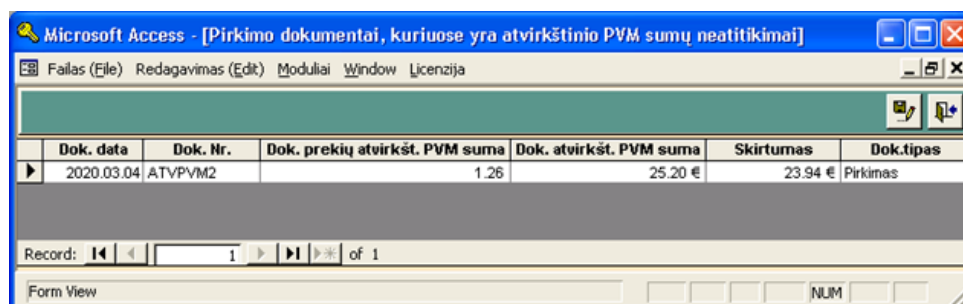 Microsoft Access - [Pirkimo dokumentai, kuriuose yra atvirkštinio PVM sumų neatitikimai]
Failas (File) Redagavimas (Edit) Moduliai Window Licenzija
Dok. data Dok. Nr. Dok. prekių atvirkšt. PVM suma Dok. atvirkšt. PVM suma Skirtumas Dok.tipas
2020.03.04 ATVPVM2 1.26 25.20 € 23.94 € Pirkimas
Record: 1 of 1
Form View NUM